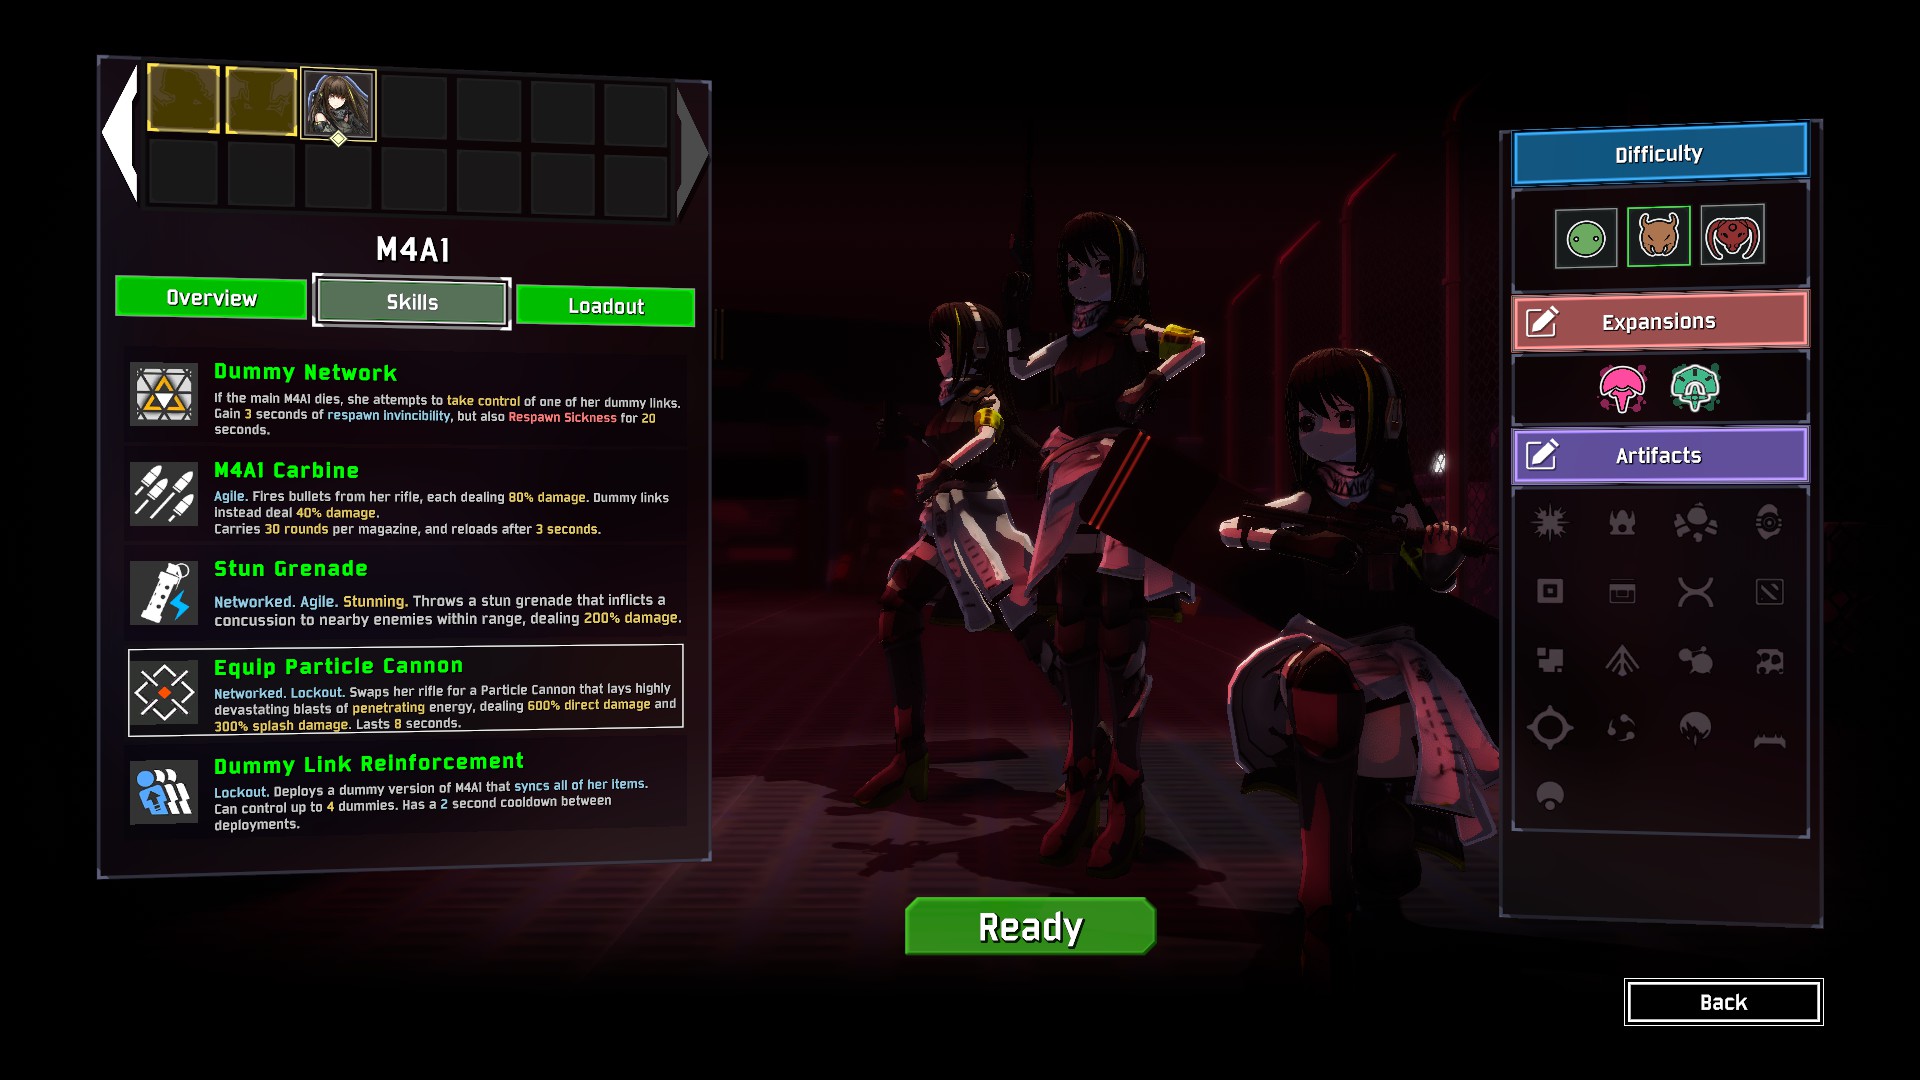 M4A1
Overview
Skills
Loadout
Dummy Network
If the main M4A1 dies, she attempts to take control of one of her dummy links.
Gain 3 seconds of respawn invincibility, but also Respawn Sickness for 20
seconds.
M4A1 Carbine
Agile. Fires bullets from her rifle, each dealing 80% damage. Dummy links
instead deal 40% damage.
Carries 30 rounds per magazine, and reloads after 3 seconds.
Stun Grenade
Networked. Agile. Stunning. Throws a stun grenade that inflicts a
concussion to nearby enemies within range, dealing 200% damage.
Equip Particle Cannon
Networked. Lockout. Swaps her rifle for a Particle Cannon that lays highly
devastating blasts of penetrating energy, dealing 600% direct damage and
300% splash damage. Lasts 8 seconds.
Dummy Link Reinforcement
Lockout. Deploys a dummy version of M4A1 that syncs all of her items.
Can control up to 4 dummies. Has a 2 second cooldown between
deployments.
Ready
Difficulty
Expansions
Artifacts
Back